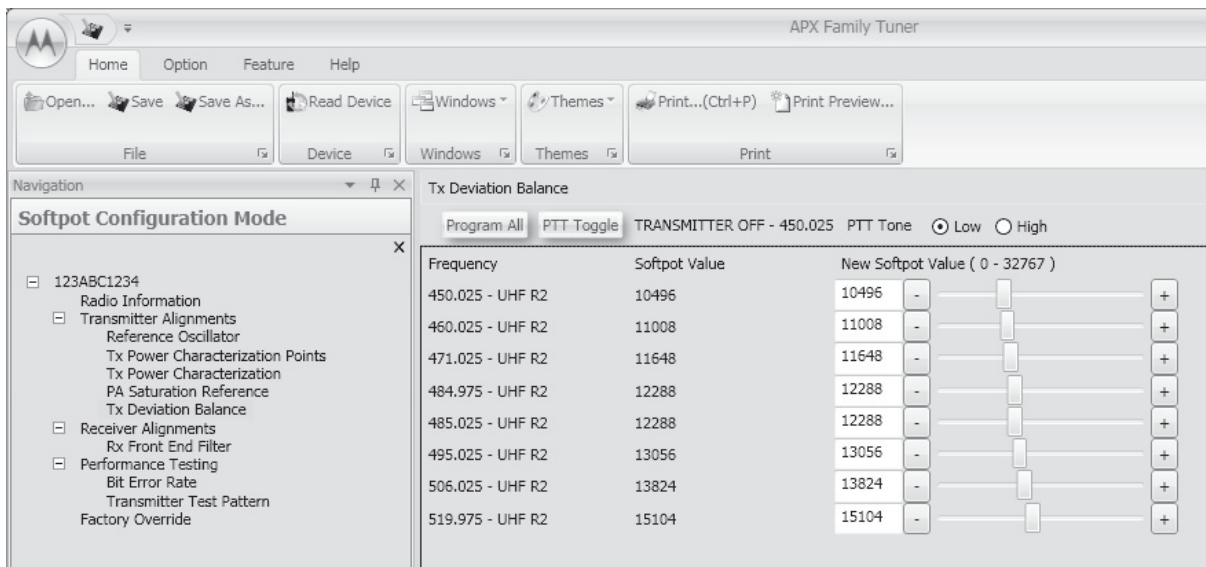 APX Family Tuner
Home Option Feature Help
Open... Save Save As... Read Device Windows Themes Print...(Ctrl+P) Print Preview...
File Device Windows Themes Print
Navigation
Softpot Configuration Mode
123ABC1234
Radio Information
Transmitter Alignments
Reference Oscillator
Tx Power Characterization Points
Tx Power Characterization
PA Saturation Reference
Tx Deviation Balance
Receiver Alignments
Rx Front End Filter
Performance Testing
Bit Error Rate
Transmitter Test Pattern
Factory Override
Tx Deviation Balance
Program All PTT Toggle TRANSMITTER OFF - 450.025 PTT Tone Low High
Frequency Softpot Value New Softpot Value ( 0 - 32767 )
450.025 - UHF R2 10496 10496 - +
460.025 - UHF R2 11008 11008 - +
471.025 - UHF R2 11648 11648 - +
484.975 - UHF R2 12288 12288 - +
485.025 - UHF R2 12288 12288 - +
495.025 - UHF R2 13056 13056 - +
506.025 - UHF R2 13824 13824 - +
519.975 - UHF R2 15104 15104 - +